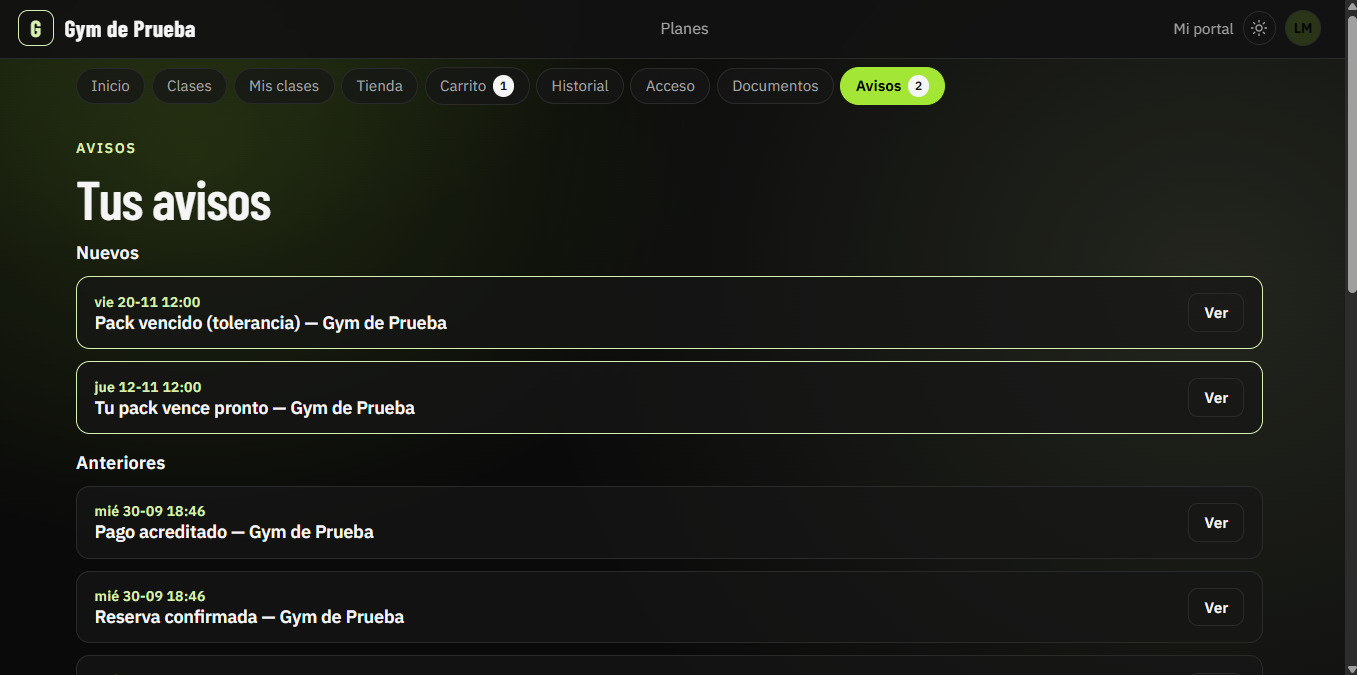 G Gym de Prueba Planes Mi portal LM
Inicio Clases Mis clases Tienda Carrito 1 Historial Acceso Documentos Avisos 2
AVISOS
Tus avisos
Nuevos
vie 20-11 12:00
Pack vencido (tolerancia) — Gym de Prueba
Ver
jue 12-11 12:00
Tu pack vence pronto — Gym de Prueba
Ver
Anteriores
mié 30-09 18:46
Pago acreditado — Gym de Prueba
Ver
mié 30-09 18:46
Reserva confirmada — Gym de Prueba
Ver